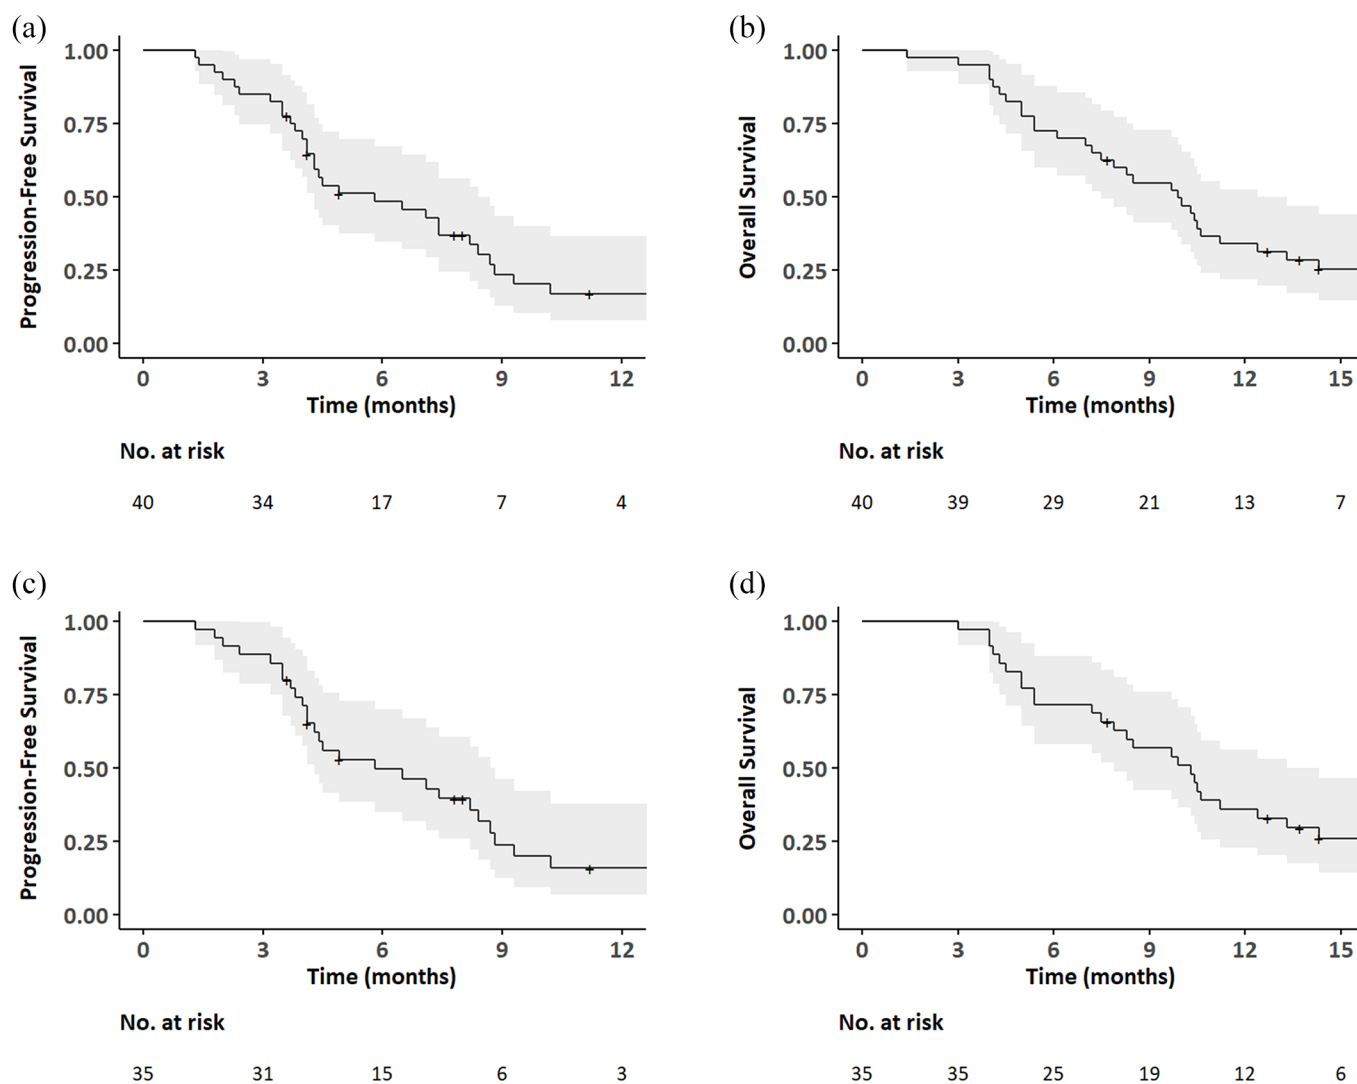 (a)
Progression-Free Survival
1.00
0.75
0.50
0.25
0.00
0 3 6 9 12
Time (months)
No. at risk
40 34 17 7 4
(b)
Overall Survival
1.00
0.75
0.50
0.25
0.00
0 3 6 9 12 15
Time (months)
No. at risk
40 39 29 21 13 7
(c)
Progression-Free Survival
1.00
0.75
0.50
0.25
0.00
0 3 6 9 12
Time (months)
No. at risk
35 31 15 6 3
(d)
Overall Survival
1.00
0.75
0.50
0.25
0.00
0 3 6 9 12 15
Time (months)
No. at risk
35 35 25 19 12 6